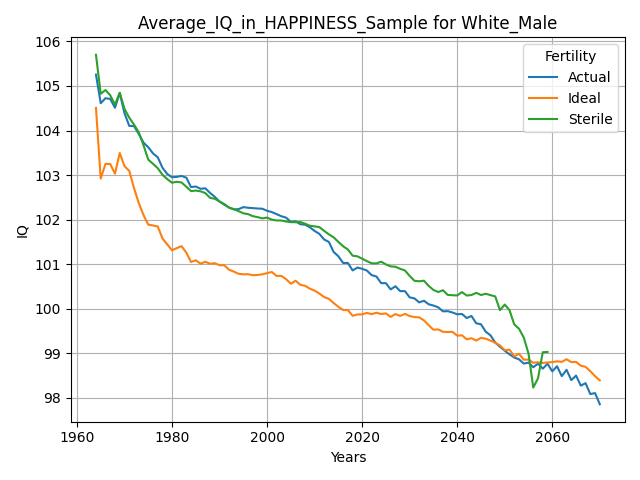 Average_IQ_in_HAPPINESS_Sample for White_Male
106
105
104
103
102
101
100
99
98
IQ
Fertility
Actual
Ideal
Sterile
1960
1980
2000
2020
2040
2060
Years